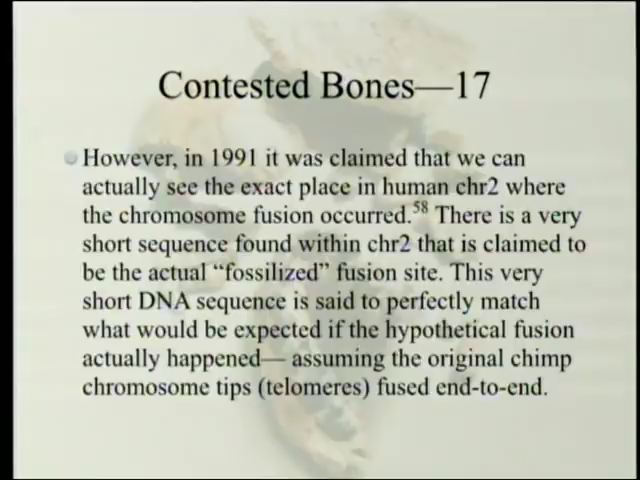 Contested Bones—17
However, in 1991 it was claimed that we can
actually see the exact place in human chr2 where
the chromosome fusion occurred.58 There is a very
short sequence found within chr2 that is claimed to
be the actual “fossilized” fusion site. This very
short DNA sequence is said to perfectly match
what would be expected if the hypothetical fusion
actually happened— assuming the original chimp
chromosome tips (telomeres) fused end-to-end.